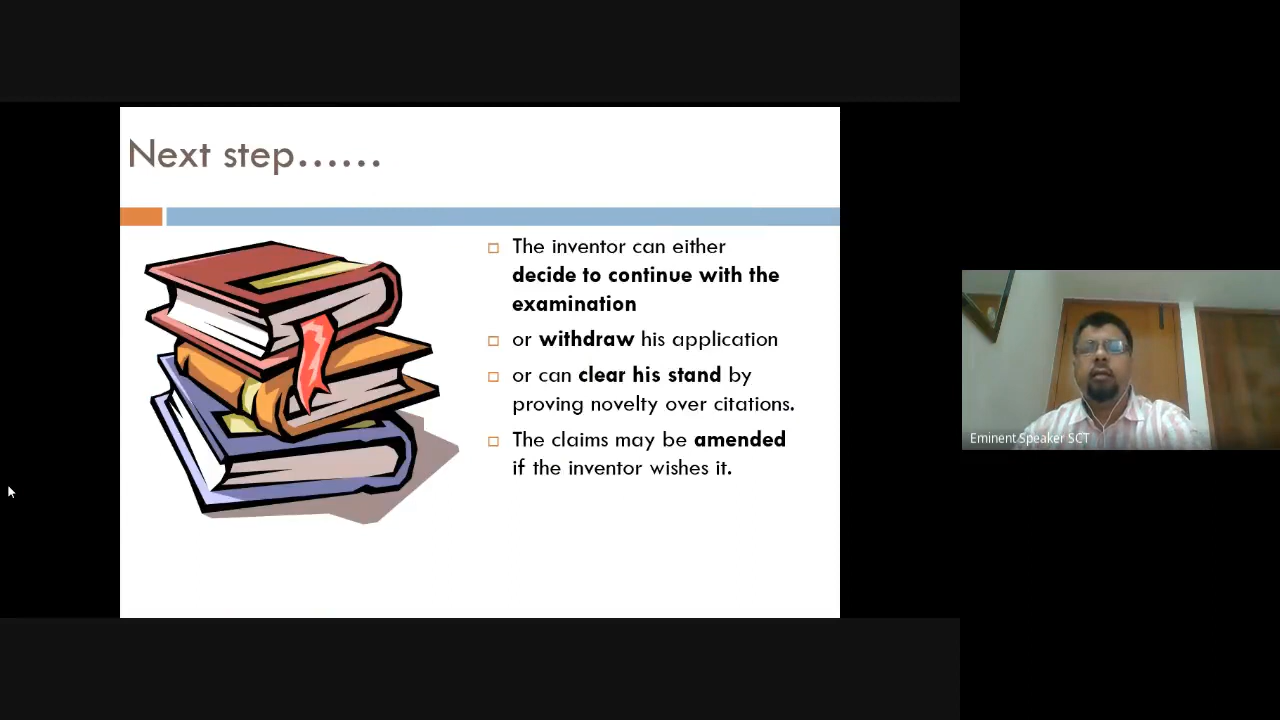 Next step......
The inventor can either
decide to continue with the
examination
or withdraw his application
or can clear his stand by
proving novelty over citations.
The claims may be amended
if the inventor wishes it.
Eminent Speaker SCT